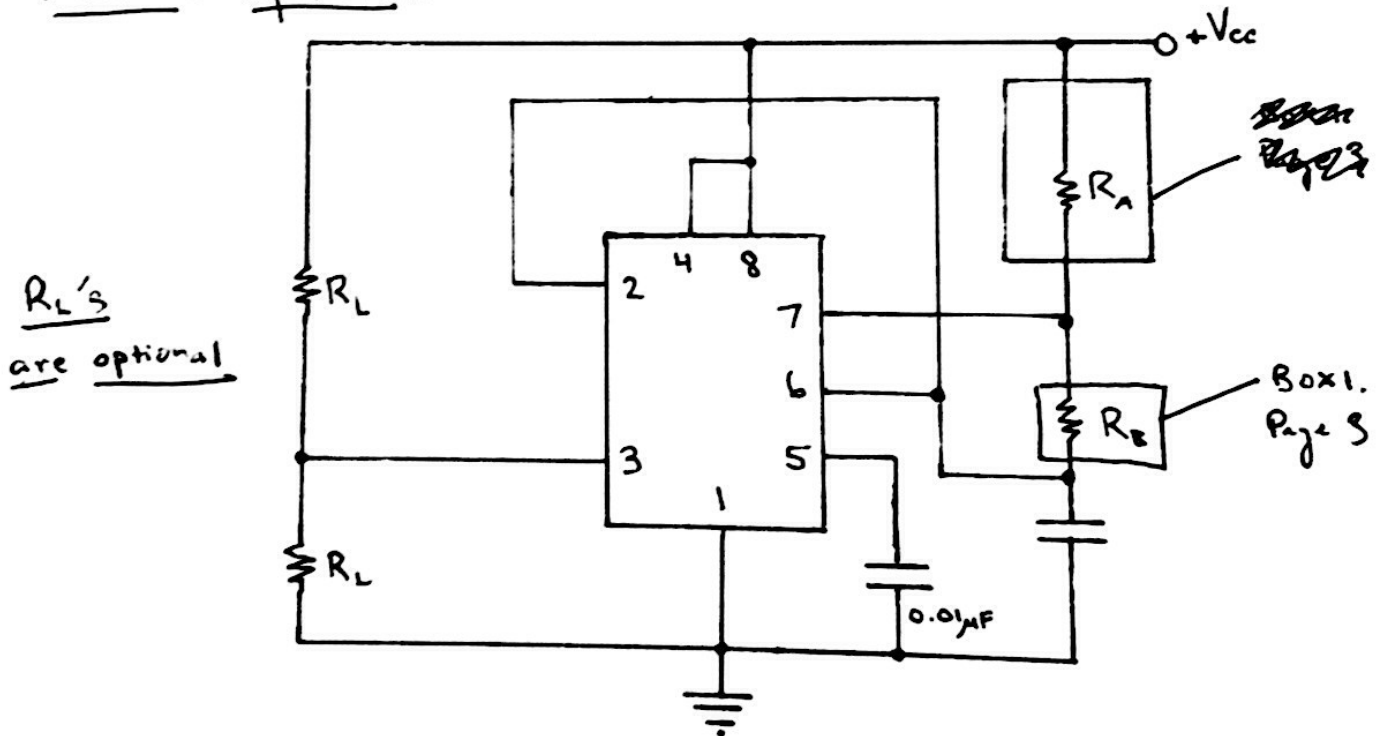 +Vcc
RA
4 8
2
7
RL's
RL
are optional
6
Box 1.
RB
Page
3
5
1
RL
0.01µF